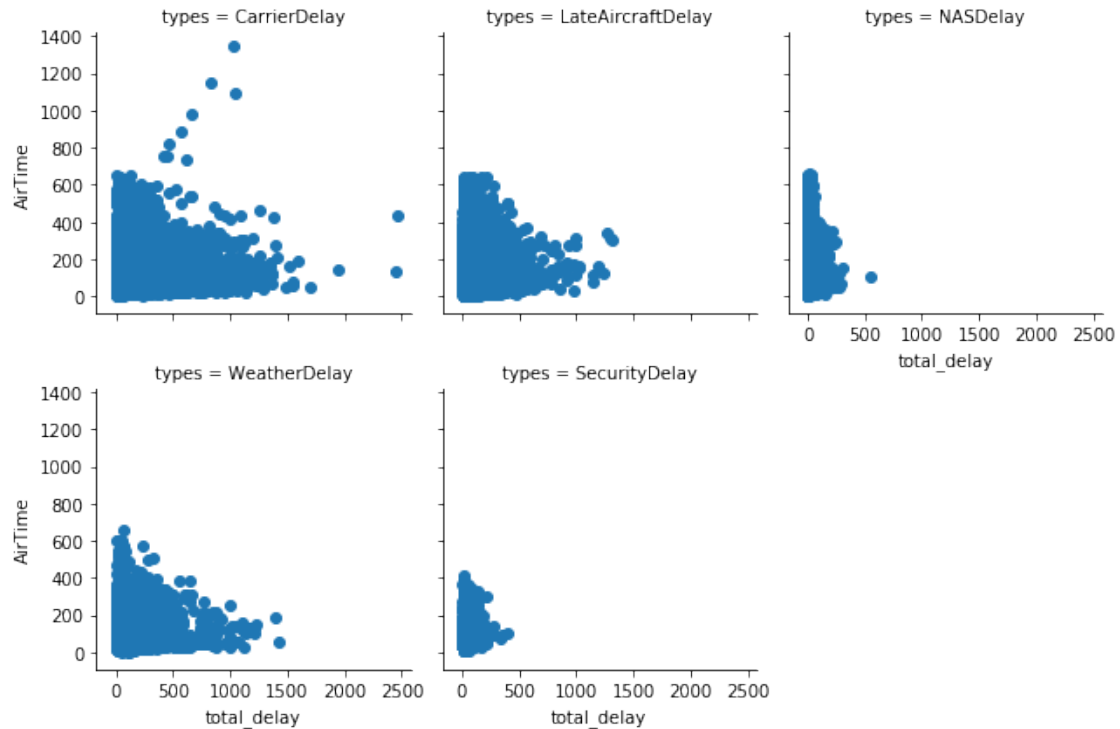 types = CarrierDelay
types = LateAircraftDelay
types = NASDelay
1400
1200
1000
800
600
400
200
0
AirTime
0 500 1000 1500 2000 2500
total_delay
types = WeatherDelay
types = SecurityDelay
1400
1200
1000
800
600
400
200
0
AirTime
0 500 1000 1500 2000 2500
total_delay
0 500 1000 1500 2000 2500
total_delay